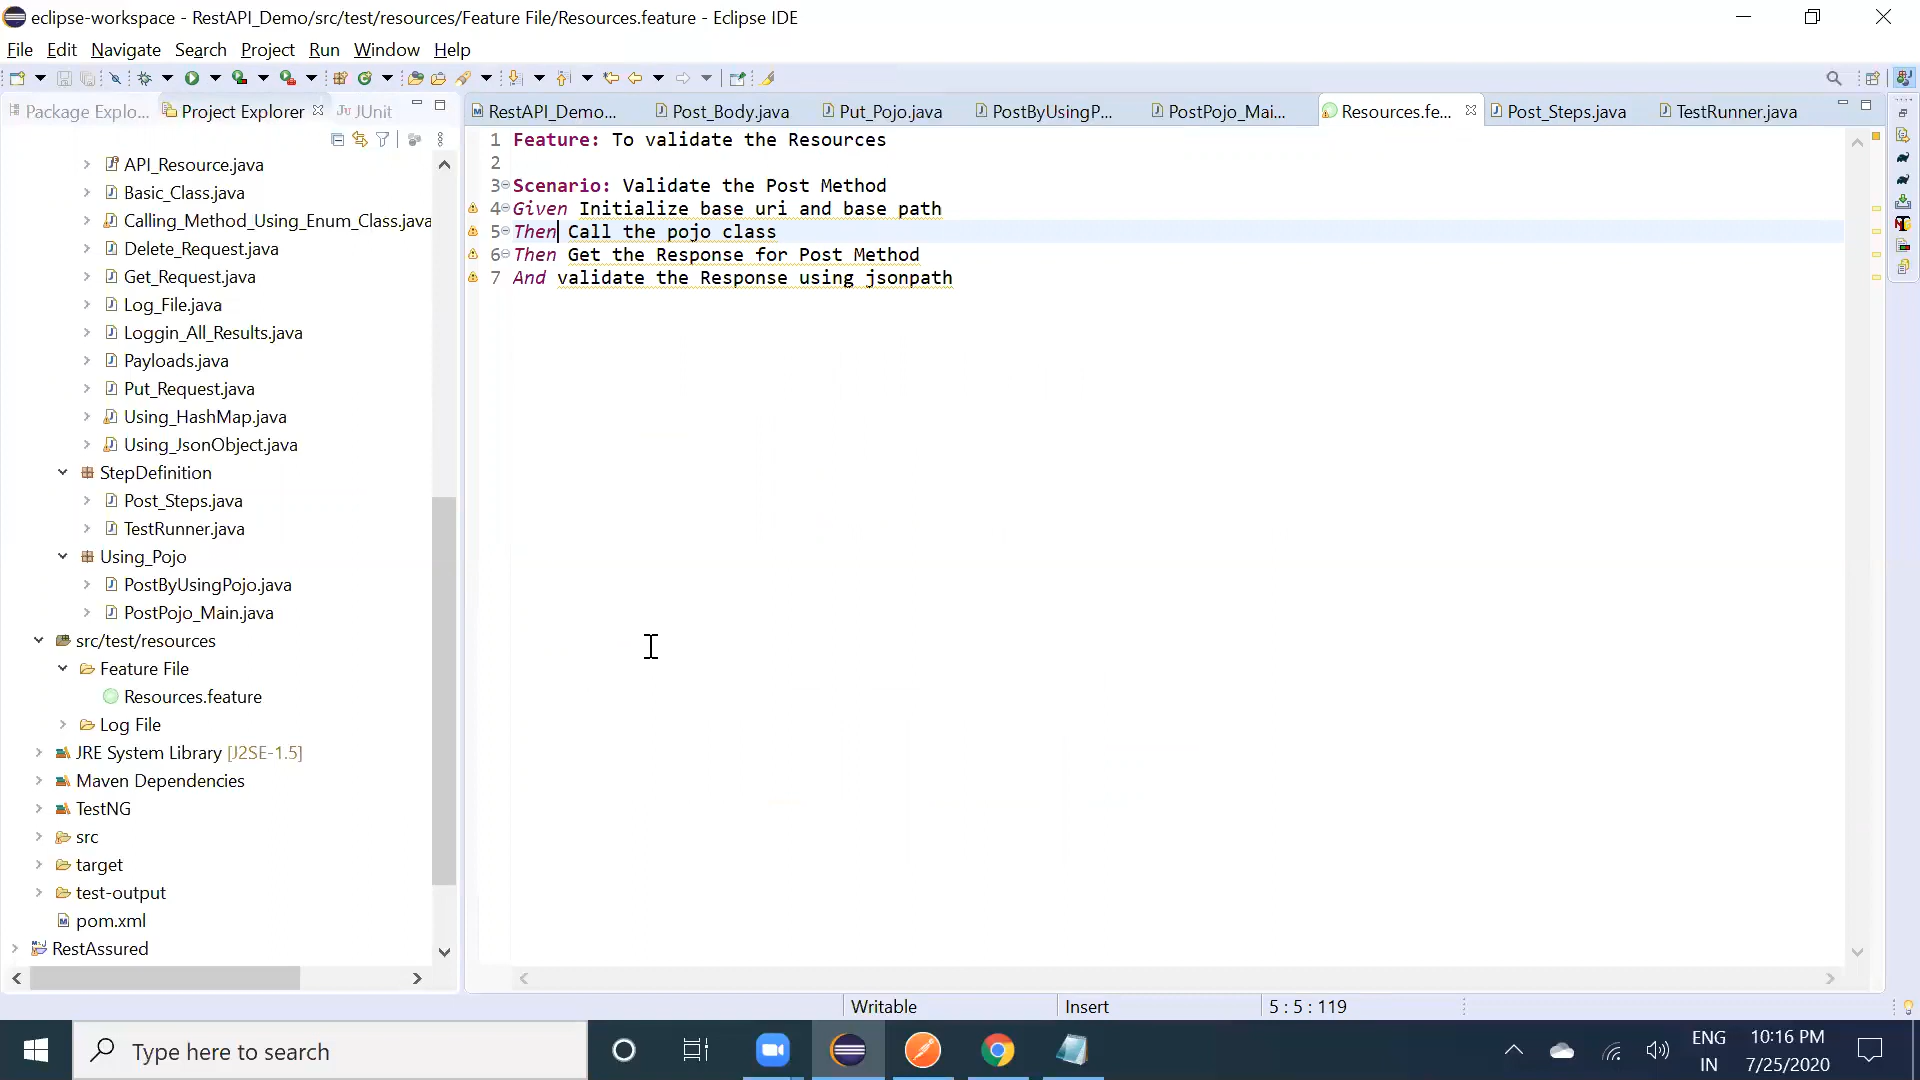 eclipse-workspace - RestAPI_Demo/src/test/resources/Feature File/Resources.feature - Eclipse IDE
File Edit Navigate Search Project Run Window Help
Package Explo... Project Explorer JUnit
RestAPI_Demo... Post_Body.java Put_Pojo.java PostByUsingP... PostPojo_Mai... Resources.fe... Post_Steps.java TestRunner.java
API_Resource.java
Basic_Class.java
Calling_Method_Using_Enum_Class.java
Delete_Request.java
Get_Request.java
Log_File.java
Loggin_All_Results.java
Payloads.java
Put_Request.java
Using_HashMap.java
Using_JsonObject.java
StepDefinition
Post_Steps.java
TestRunner.java
Using_Pojo
PostByUsingPojo.java
PostPojo_Main.java
src/test/resources
Feature File
Resources.feature
Log File
JRE System Library [J2SE-1.5]
Maven Dependencies
TestNG
src
target
test-output
pom.xml
RestAssured
1 Feature: To validate the Resources
2
3 Scenario: Validate the Post Method
4 Given Initialize base uri and base path
5 Then Call the pojo class
6 Then Get the Response for Post Method
7 And validate the Response using jsonpath
Writable Insert 5 : 5 : 119
Type here to search
ENG
IN
10:16 PM
7/25/2020